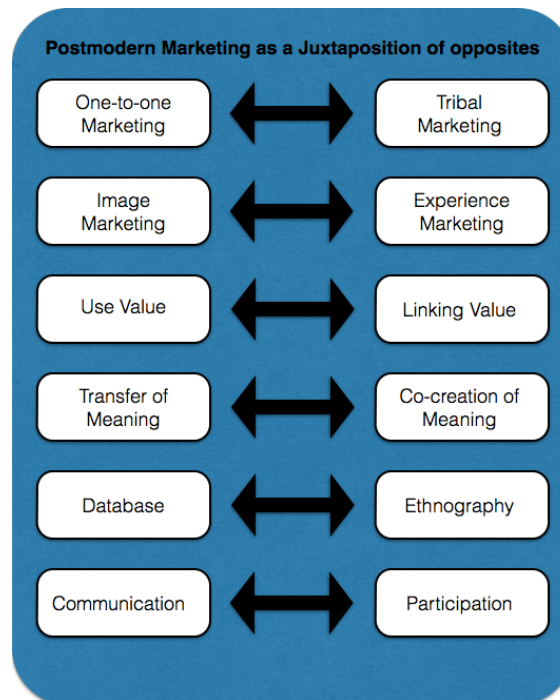 Postmodern Marketing as a Juxtaposition of opposites
One-to-one
Marketing
Tribal
Marketing
Image
Marketing
Experience
Marketing
Use Value
Linking Value
Transfer of
Meaning
Co-creation of
Meaning
Database
Ethnography
Communication
Participation